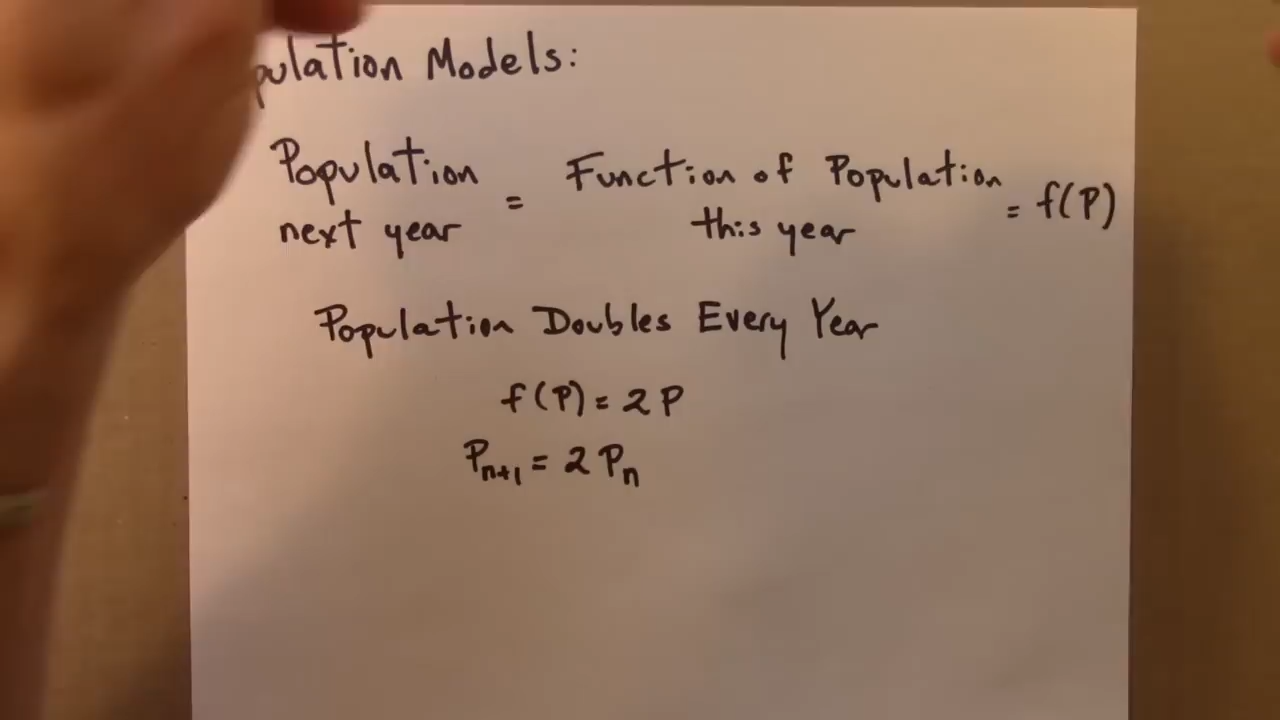 pulation Models:
Population next year = Function of Population this year = f(P)
Population Doubles Every Year
f(P) = 2P
Pn+1 = 2Pn